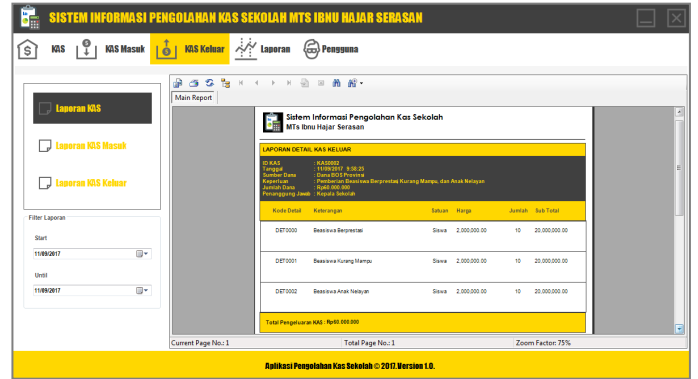 SISTEM INFORMASI PENGOLAHAN KAS SEKOLAH MTS IBNU HAJAR SERASAN
KAS KAS Masuk KAS Keluar Laporan Pengguna
Main Report
Laporan KAS
Laporan KAS Masuk
Laporan KAS Keluar
Filter Laporan
Start
11/09/2017
Until
11/09/2017
Sistem Informasi Pengolahan Kas Sekolah
MTs Ibnu Hajar Serasan
LAPORAN DETAIL KAS KELUAR
ID KAS : KAS0002
Tanggal : 11/09/2017 9:58:25
Sumber Dana : Dana BOS Provinsi
Keperluan : Pemberian Beasiswa Berprestasi Kurang Mampu, dan Anak Nelayan
Jumlah Dana : Rp60.000.000
Penanggung Jawab : Kepala Sekolah
Kode Detail Keterangan Satuan Harga Jumlah Sub Total
DET0000 Beasiswa Berprestasi Siswa 2,000,000.00 10 20,000,000.00
DET0001 Beasiswa Kurang Mampu Siswa 2,000,000.00 10 20,000,000.00
DET0002 Beasiswa Anak Nelayan Siswa 2,000,000.00 10 20,000,000.00
Total Pengeluaran KAS : Rp60.000.000
Current Page No.: 1 Total Page No.: 1 Zoom Factor: 75%
Aplikasi Pengolahan Kas Sekolah © 2017.Version 1.0.